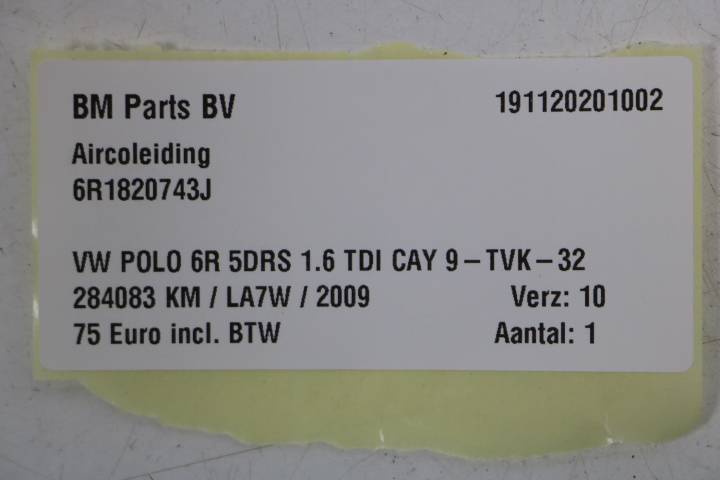 BM Parts BV 191120201002
Aircoleiding
6R1820743J
VW POLO 6R 5DRS 1.6 TDI CAY 9-TVK-32
284083 KM / LA7W / 2009 Verz: 10
75 Euro incl. BTW Aantal: 1